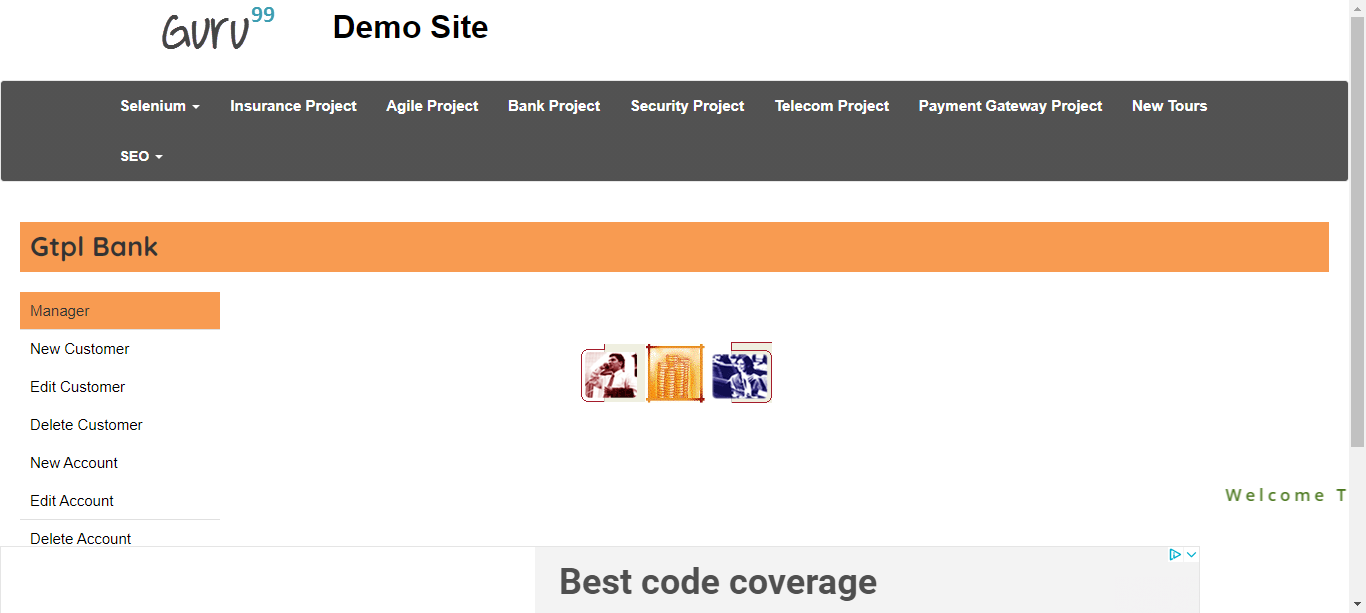 Guru99
Demo Site
Selenium Insurance Project Agile Project Bank Project Security Project Telecom Project Payment Gateway Project New Tours
SEO
Gtpl Bank
Manager
New Customer
Edit Customer
Delete Customer
New Account
Edit Account
Welcome T
Delete Account
Best code coverage